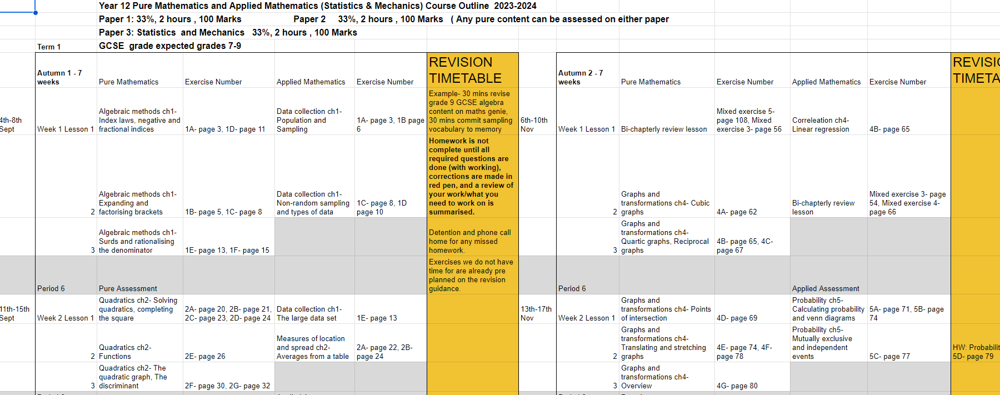 Year 12 Pure Mathematics and Applied Mathematics (Statistics & Mechanics) Course Outline  2023-2024
Paper 1: 33%, 2 hours , 100 Marks    Paper 2    33%, 2 hours , 100 Marks   ( Any pure content can be assessed on either paper
Paper 3: Statistics  and Mechanics   33%, 2 hours , 100 Marks
Term 1
GCSE  grade expected grades 7-9
Autumn 1 - 7
weeks
Pure Mathematics
Exercise Number
Applied Mathematics
Exercise Number
REVISION
TIMETABLE
Autumn 2 - 7
weeks
Pure Mathematics
Exercise Number
Applied Mathematics
Exercise Number
4th-8th
Sept
Week 1 Lesson 1
Algebraic methods ch1-
Index laws, negative and
fractional indices
1A- page 3, 1D- page 11
Data collection ch1-
Population and
Sampling
1A- page 3, 1B page
6
Example- 30 mins revise
grade 9 GCSE algebra
content on maths genie,
30 mins commit sampling
vocabulary to memory
6th-10th
Nov
Week 1 Lesson 1
Bi-chapterly review lesson
Mixed exercise 5-
page 108, Mixed
exercise 3- page 56
Correleation ch4-
Linear regression
4B- page 65
2
Algebraic methods ch1-
Expanding and
factorising brackets
1B- page 5, 1C- page 8
Data collection ch1-
Non-random sampling
and types of data
1C- page 8, 1D
page 10
Homework is not
complete until all
required questions are
done (with working),
corrections are made in
red pen, and a review of
your work/what you
need to work on is
summarised.
2
Graphs and
transformations ch4- Cubic
graphs
4A- page 62
Bi-chapterly review
lesson
Mixed exercise 3- page
54, Mixed exercise 4-
page 66
3
Algebraic methods ch1-
Surds and rationalising
the denominator
1E- page 13, 1F- page 15
Detention and phone call
home for any missed
homework.
3
Graphs and
transformations ch4-
Quartic graphs, Reciprocal
graphs
4B- page 65, 4C-
page 67
Period 6
Pure Assessment
Exercises we do not have
time for are already pre
planned on the revision
guidance.
Period 6
Applied Assessment
11th-15th
Sept
Week 2 Lesson 1
Quadratics ch2- Solving
quadratics, completing
the square
2A- page 20, 2B- page 21,
2C- page 23, 2D- page 24
Data collection ch1-
The large data set
1E- page 13
13th-17th
Nov
Week 2 Lesson 1
Graphs and
transformations ch4- Points
of intersection
4D- page 69
Probability ch5-
Calculating probability
and venn diagrams
5A- page 71, 5B- page
74
2
Quadratics ch2-
Functions
2E- page 26
Measures of location
and spread ch2-
Averages from a table
2A- page 22, 2B-
page 24
2
Graphs and
transformations ch4-
Translating and stretching
graphs
4E- page 74, 4F-
page 78
Probability ch5-
Mutually exclusive
and independent
events
5C- page 77
HW:
5D- page 79
3
Quadratics ch2- The
quadratic graph, The
discriminant
2F- page 30, 2G- page 32
3
Graphs and
transformations ch4-
Overview
4G- page 80